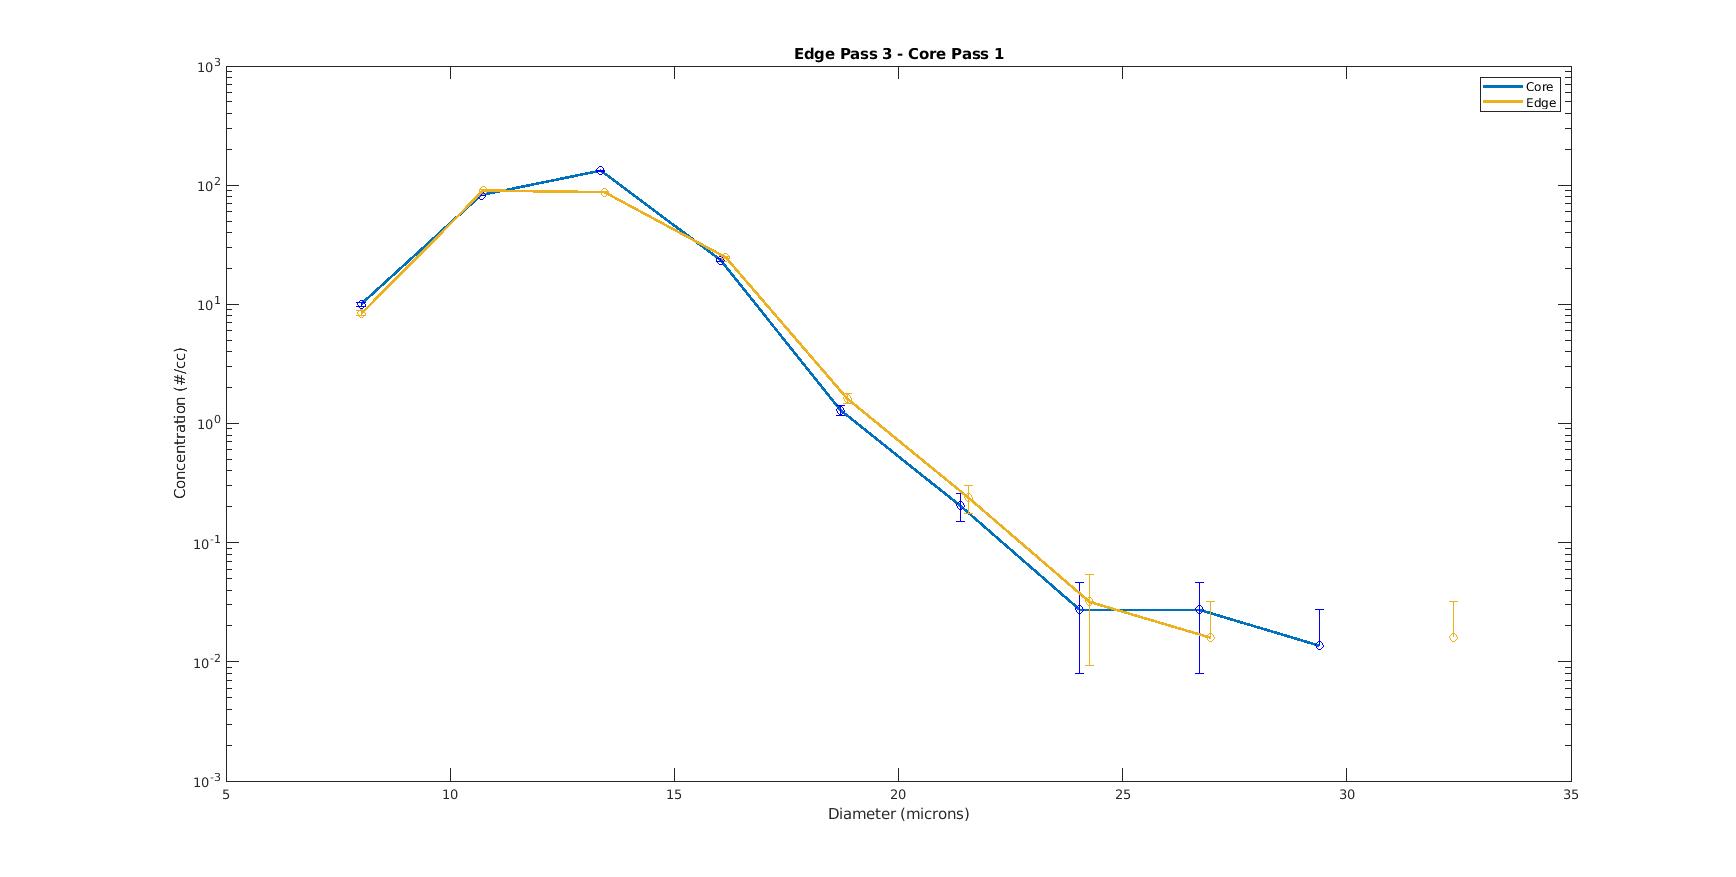 Edge Pass 3 - Core Pass 1
10^3
10^2
10^1
10^0
10^-1
10^-2
10^-3
Concentration (#/cc)
Core
Edge
5 10 15 20 25 30 35
Diameter (microns)